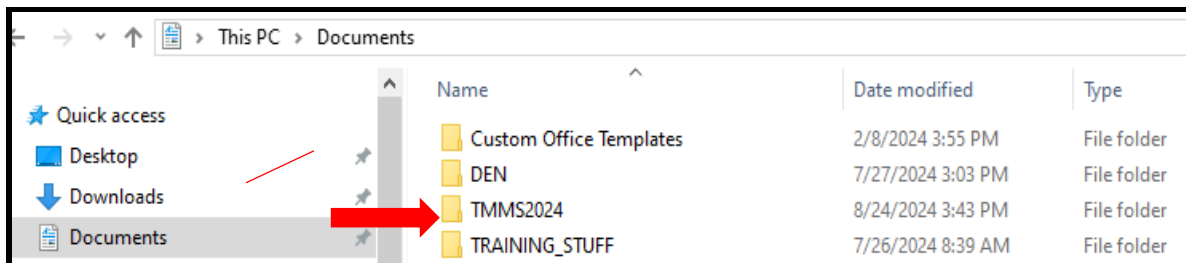 This PC > Documents
Name Date modified Type
Quick access
Desktop
Downloads
Documents
Custom Office Templates 2/8/2024 3:55 PM File folder
DEN 7/27/2024 3:03 PM File folder
TMMS2024 8/24/2024 3:43 PM File folder
TRAINING_STUFF 7/26/2024 8:39 AM File folder